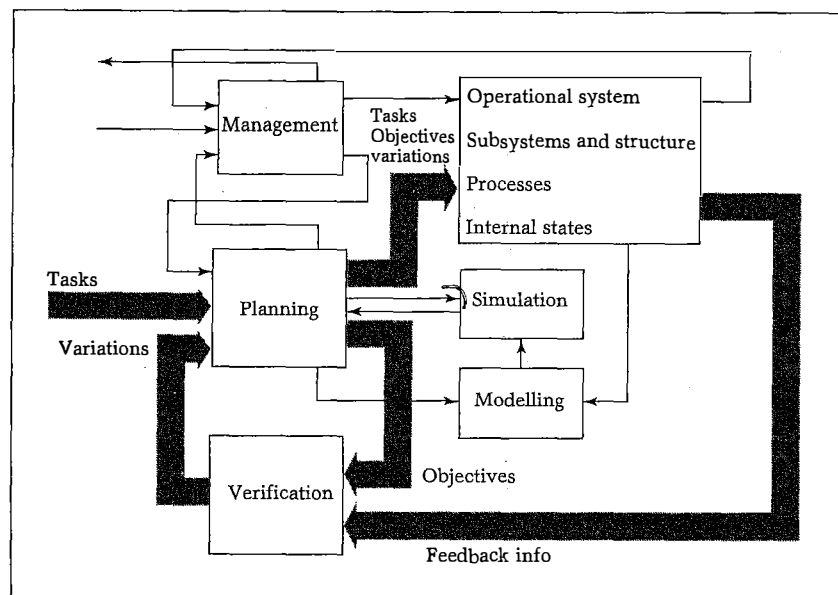 Management
Tasks
Objectives
variations
Operational system
Subsystems and structure
Processes
Internal states
Tasks
Planning
Simulation
Variations
Modelling
Verification
Objectives
Feedback info